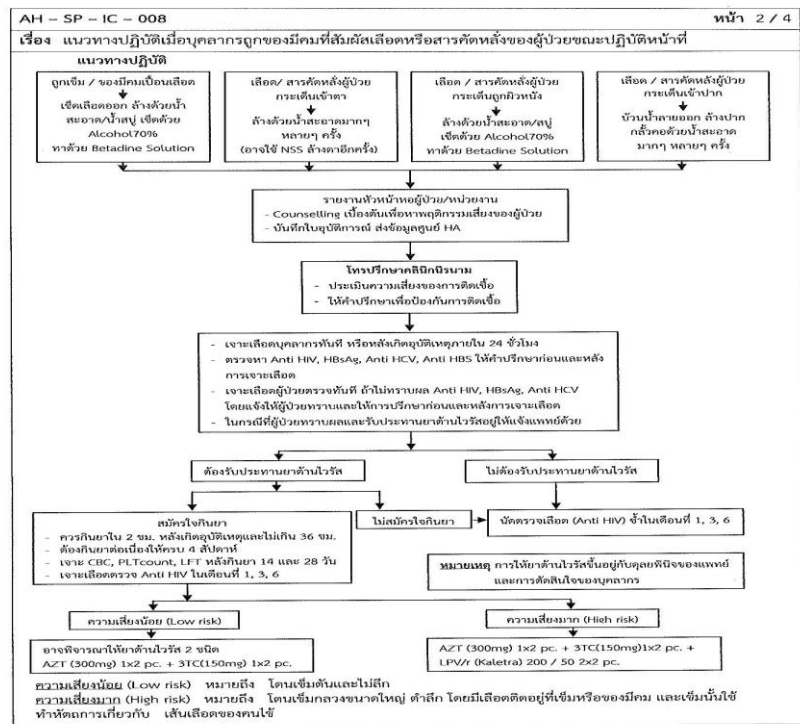 AH – SP – IC – 008
หน้า 2 / 4
เรื่อง แนวทางปฏิบัติเมื่อบุคลากรถูกของมีคมที่สัมผัสเลือดหรือสารคัดหลั่งของผู้ป่วยขณะปฏิบัติหน้าที่
แนวทางปฏิบัติ
ถูกเข็ม / ของมีคมเปื้อนเลือด
เช็ดเลือดออก ล้างด้วยน้ำ
สะอาด/น้ำสบู่ เช็ดด้วย
Alcohol70%
ทาด้วย Betadine Solution
เลือด/ สารคัดหลั่งผู้ป่วย
กระเด็นเข้าตา
ล้างด้วยน้ำสะอาดมากๆ
หลายๆ ครั้ง
(อาจใช้ NSS ล้างตาอีกครั้ง)
เลือด / สารคัดหลั่งผู้ป่วย
กระเด็นถูกผิวหนัง
ล้างด้วยน้ำสะอาด/สบู่
เช็ดด้วย Alcohol70%
ทาด้วย Betadine Solution
เลือด / สารคัดหลั่งผู้ป่วย
กระเด็นเข้าปาก
บ้วนน้ำลายออก ล้างปาก
กลั้วคอด้วยน้ำสะอาด
มากๆ หลายๆ ครั้ง
รายงานหัวหน้าหอผู้ป่วย/หน่วยงาน
- Counselling เบื้องต้นเพื่อหาพฤติกรรมเสี่ยงของผู้ป่วย
- บันทึกใบอุบัติการณ์ ส่งข้อมูลศูนย์ HA
โทรปรึกษาคลินิกนิรนาม
- ประเมินความเสี่ยงของการติดเชื้อ
- ให้คำปรึกษาเพื่อป้องกันการติดเชื้อ
- เจาะเลือดบุคลากรทันที หรือหลังเกิดอุบัติเหตุภายใน 24 ชั่วโมง
- ตรวจหา Anti HIV, HBsAg, Anti HCV, Anti HBS ให้คำปรึกษาก่อนและหลัง
การเจาะเลือด
- เจาะเลือดผู้ป่วยตรวจทันที ถ้าไม่ทราบผล Anti HIV, HBsAg, Anti HCV
โดยแจ้งให้ผู้ป่วยทราบและให้การปรึกษาก่อนและหลังการเจาะเลือด
- ในกรณีที่ผู้ป่วยทราบผลและรับประทานยาต้านไวรัสอยู่ให้แจ้งแพทย์ด้วย
ต้องรับประทานยาต้านไวรัส
ไม่ต้องรับประทานยาต้านไวรัส
สมัครใจกินยา
- ควรกินยาใน 2 ชม. หลังเกิดอุบัติเหตุและไม่เกิน 36 ชม.
- ต้องกินยาต่อเนื่องให้ครบ 4 สัปดาห์
- เจาะ CBC, PLTcount, LFT หลังกินยา 14 และ 28 วัน
- เจาะเลือดตรวจ Anti HIV ในเดือนที่ 1, 3, 6
ไม่สมัครใจกินยา
นัดตรวจเลือด (Anti HIV) ซ้ำในเดือนที่ 1, 3, 6
หมายเหตุ การให้ยาต้านไวรัสขึ้นอยู่กับดุลยพินิจของแพทย์
และการตัดสินใจของบุคลากร
ความเสี่ยงน้อย (Low risk)
ความเสี่ยงมาก (High risk)
อาจพิจารณาให้ยาต้านไวรัส 2 ชนิด
AZT (300mg) 1x2 pc. + 3TC(150mg) 1x2 pc.
AZT (300mg) 1x2 pc. + 3TC(150mg)1x2 pc. +
LPV/r (Kaletra) 200 / 50 2x2 pc.
ความเสี่ยงน้อย (Low risk) หมายถึง โดนเข็มตันและไม่ลึก
ความเสี่ยงมาก (High risk) หมายถึง โดนเข็มกลวงขนาดใหญ่ ตำลึก โดยมีเลือดติดอยู่ที่เข็มหรือของมีคม และเข็มนั้นใช้
ทำหัตถการเกี่ยวกับ เส้นเลือดของคนไข้